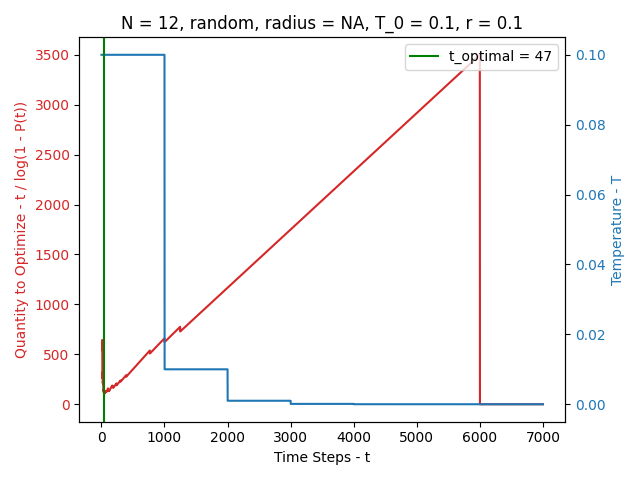 N = 12, random, radius = NA, T_0 = 0.1, r = 0.1
t_optimal = 47
Quantity to Optimize - t / log(1 - P(t))
3500
3000
2500
2000
1500
1000
500
0
0.10
0.08
0.06
0.04
0.02
0.00
Temperature - T
0 1000 2000 3000 4000 5000 6000 7000
Time Steps - t